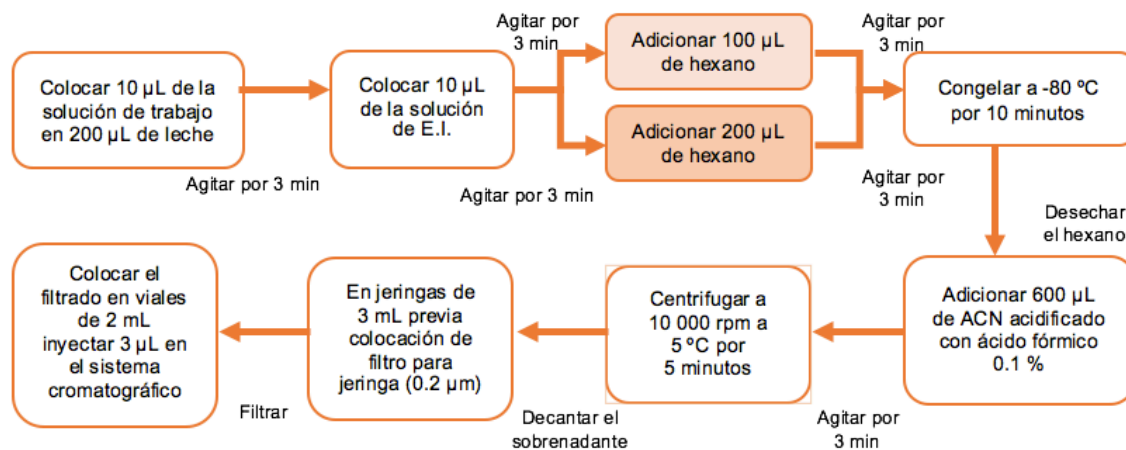 Colocar 10 µL de la
solución de trabajo
en 200 µL de leche
Agitar por 3 min
Colocar 10 µL
de la solución
de E.I.
Agitar por
3 min
Agitar por 3 min
Adicionar 100 µL
de hexano
Adicionar 200 µL
de hexano
Agitar por
3 min
Agitar por
3 min
Congelar a -80 ºC
por 10 minutos
Desechar
el hexano
Adicionar 600 µL
de ACN acidificado
con ácido fórmico
0.1 %
Agitar por
3 min
Centrifugar a
10 000 rpm a
5 ºC por
5 minutos
Decantar el
sobrenadante
En jeringas de
3 mL previa
colocación de
filtro para
jeringa (0.2 µm)
Filtrar
Colocar el
filtrado en viales
de 2 mL
inyectar 3 µL en
el sistema
cromatográfico